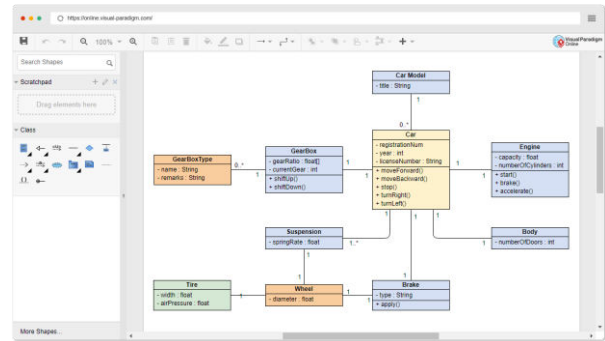 https://online.visual-paradigm.com/
100%
Visual Paradigm
Online
Search Shapes
Scratchpad
Drag elements here
Class
More Shapes...
Car Model
- title : String
1
0..*
Car
- registrationNum
- year : int
- licenseNumber : String
+ moveForward()
+ moveBackward()
+ stop()
+ turnRight()
+ turnLeft()
GearBox
- gearRatio : float[]
- currentGear : int
+ shiftUp()
+ shiftDown()
1
1
GearBoxType
- name : String
- remarks : String
0..*
1
Engine
- capacity : float
- numberOfCylinders : int
+ start()
+ brake()
+ accelerate()
1
1
Suspension
- springRate : float
1
1..*
1
1
1
1
Body
- numberOfDoors : int
1
Tire
- width : float
- airPressure : float
1
1
Wheel
- diameter : float
1
1
1
Brake
- type : String
+ apply()